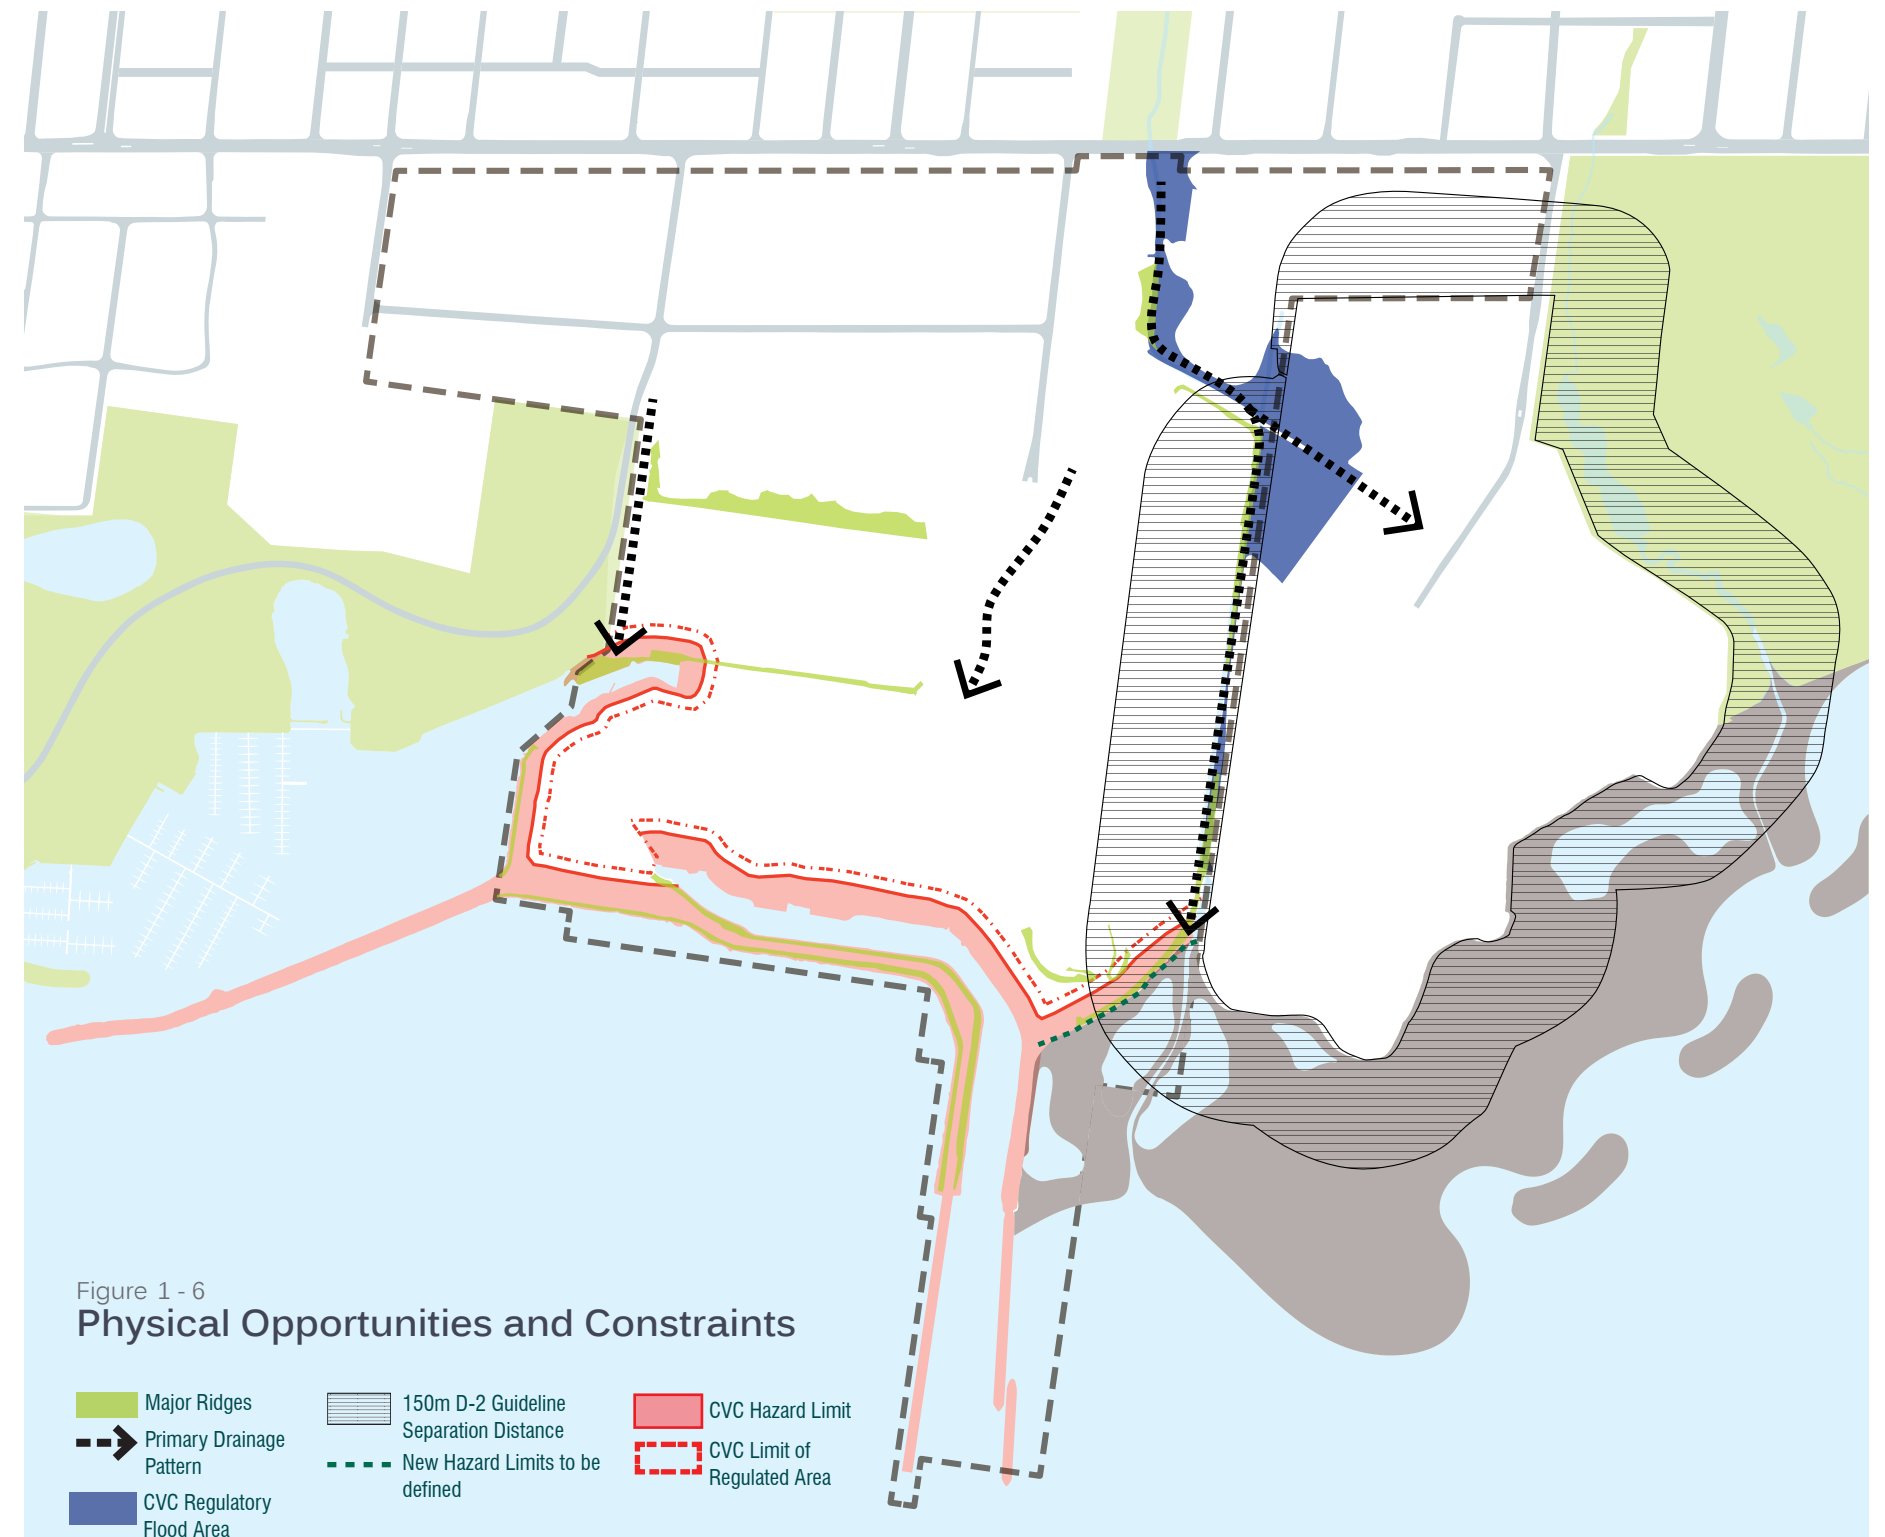 Figure 1 - 6
Physical Opportunities and Constraints
Major Ridges
Primary Drainage
Pattern
CVC Regulatory
Flood Area
150m D-2 Guideline
Separation Distance
New Hazard Limits to be
defined
CVC Hazard Limit
CVC Limit of
Regulated Area